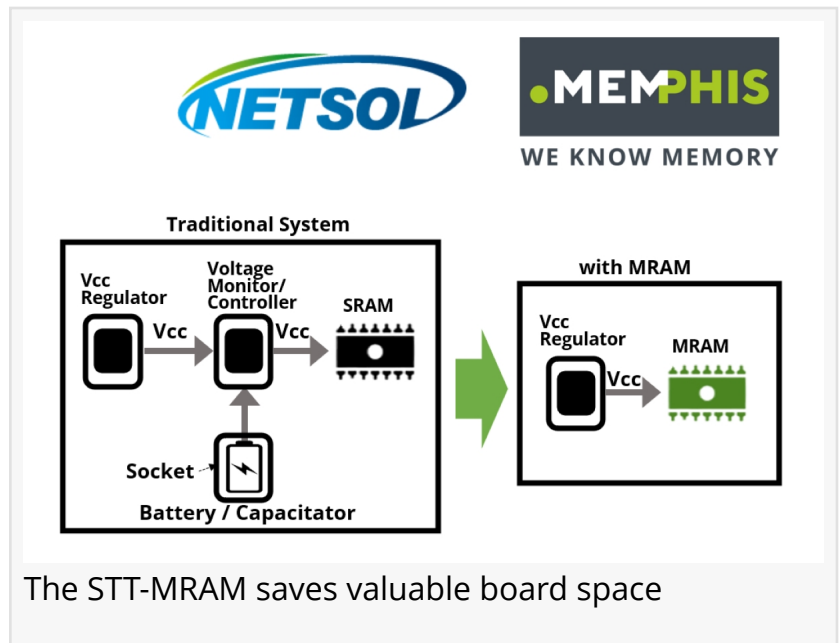 NETSOL
MEMPHIS
WE KNOW MEMORY
Traditional System
Vcc
Regulator
Voltage
Monitor/
Controller
SRAM
Vcc
Vcc
Socket
Battery / Capacitator
with MRAM
Vcc
Regulator
MRAM
Vcc
The STT-MRAM saves valuable board space